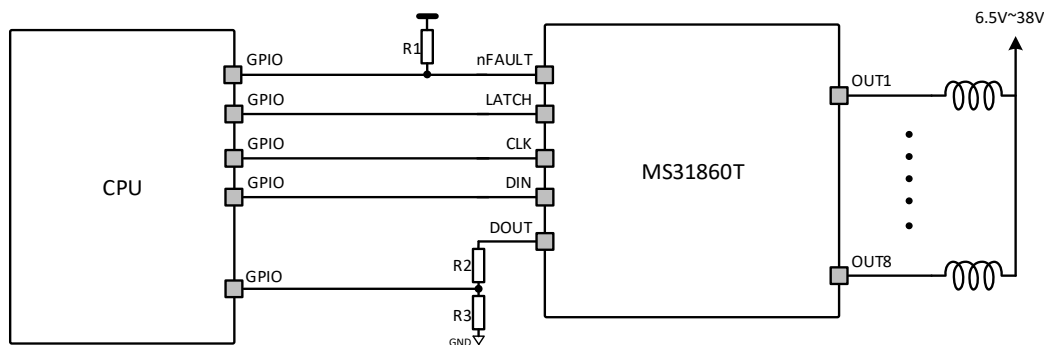 6.5V~38V
R1
GPIO
nFAULT
OUT1
GPIO
LATCH
GPIO
CLK
MS31860T
CPU
GPIO
DIN
DOUT
R2
GPIO
OUT8
R3
GND